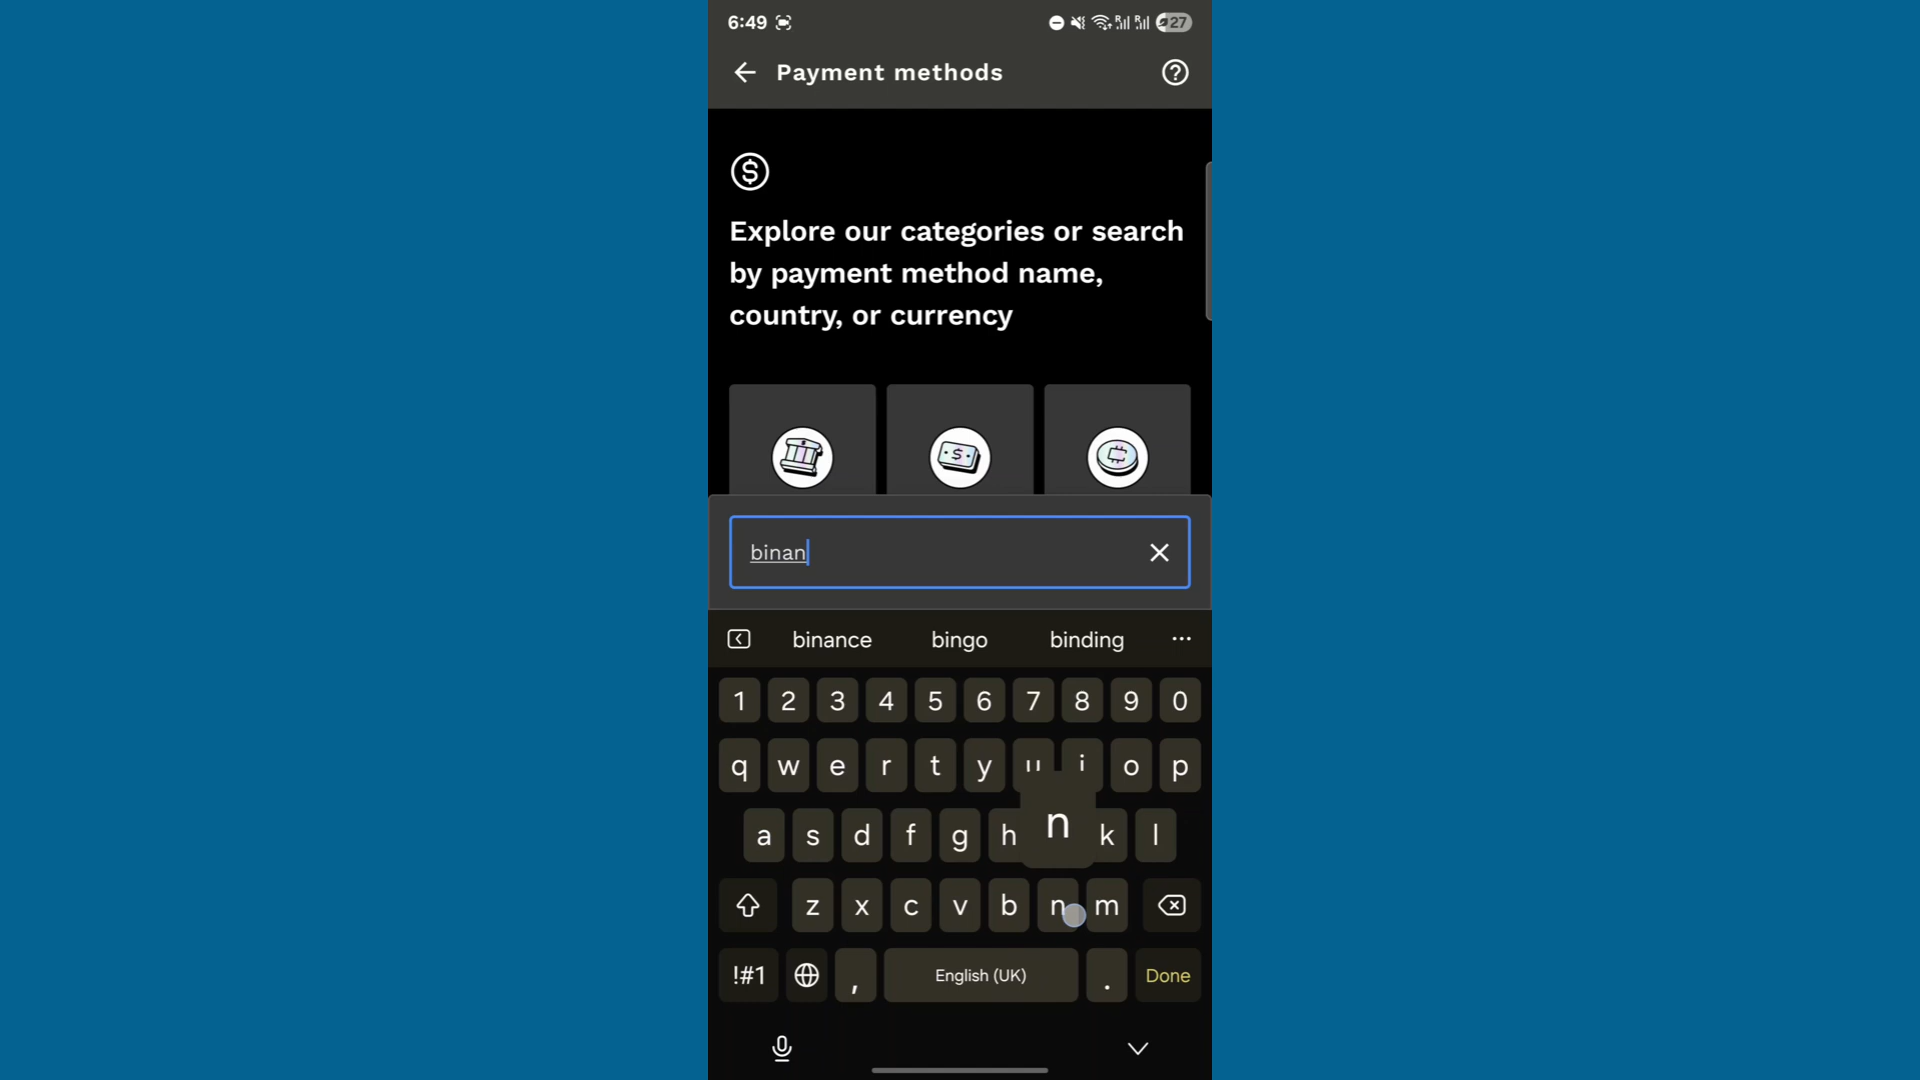 6:49
27
Payment methods
Explore our categories or search
by payment method name,
country, or currency
binan
binance bingo binding ...
1 2 3 4 5 6 7 8 9 0
q w e r t y u i o p
a s d f g h n k l
z x c v b n m
!#1 , English (UK) . Done